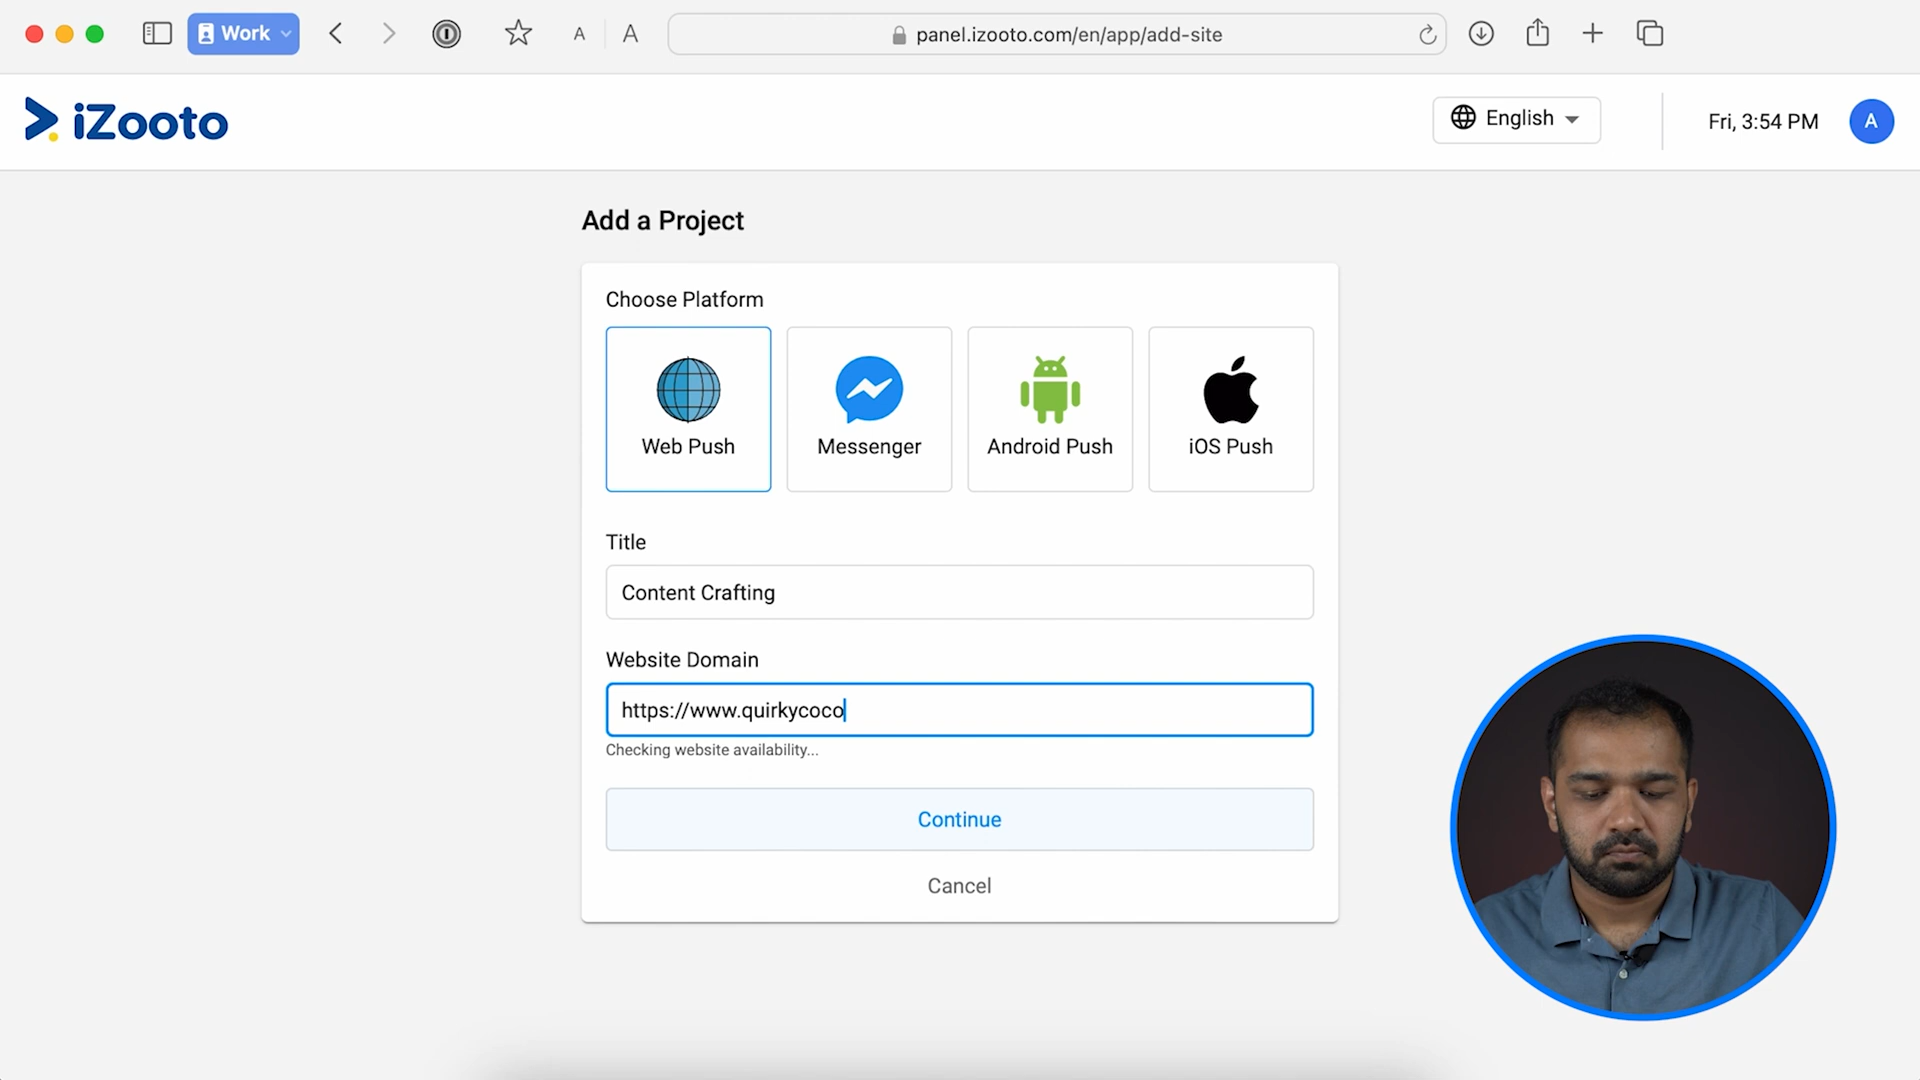 Work
A A
panel.izooto.com/en/app/add-site
iZooto
English
Fri, 3:54 PM
A
Add a Project
Choose Platform
Web Push
Messenger
Android Push
iOS Push
Title
Content Crafting
Website Domain
https://www.quirkycoco
Checking website availability...
Continue
Cancel